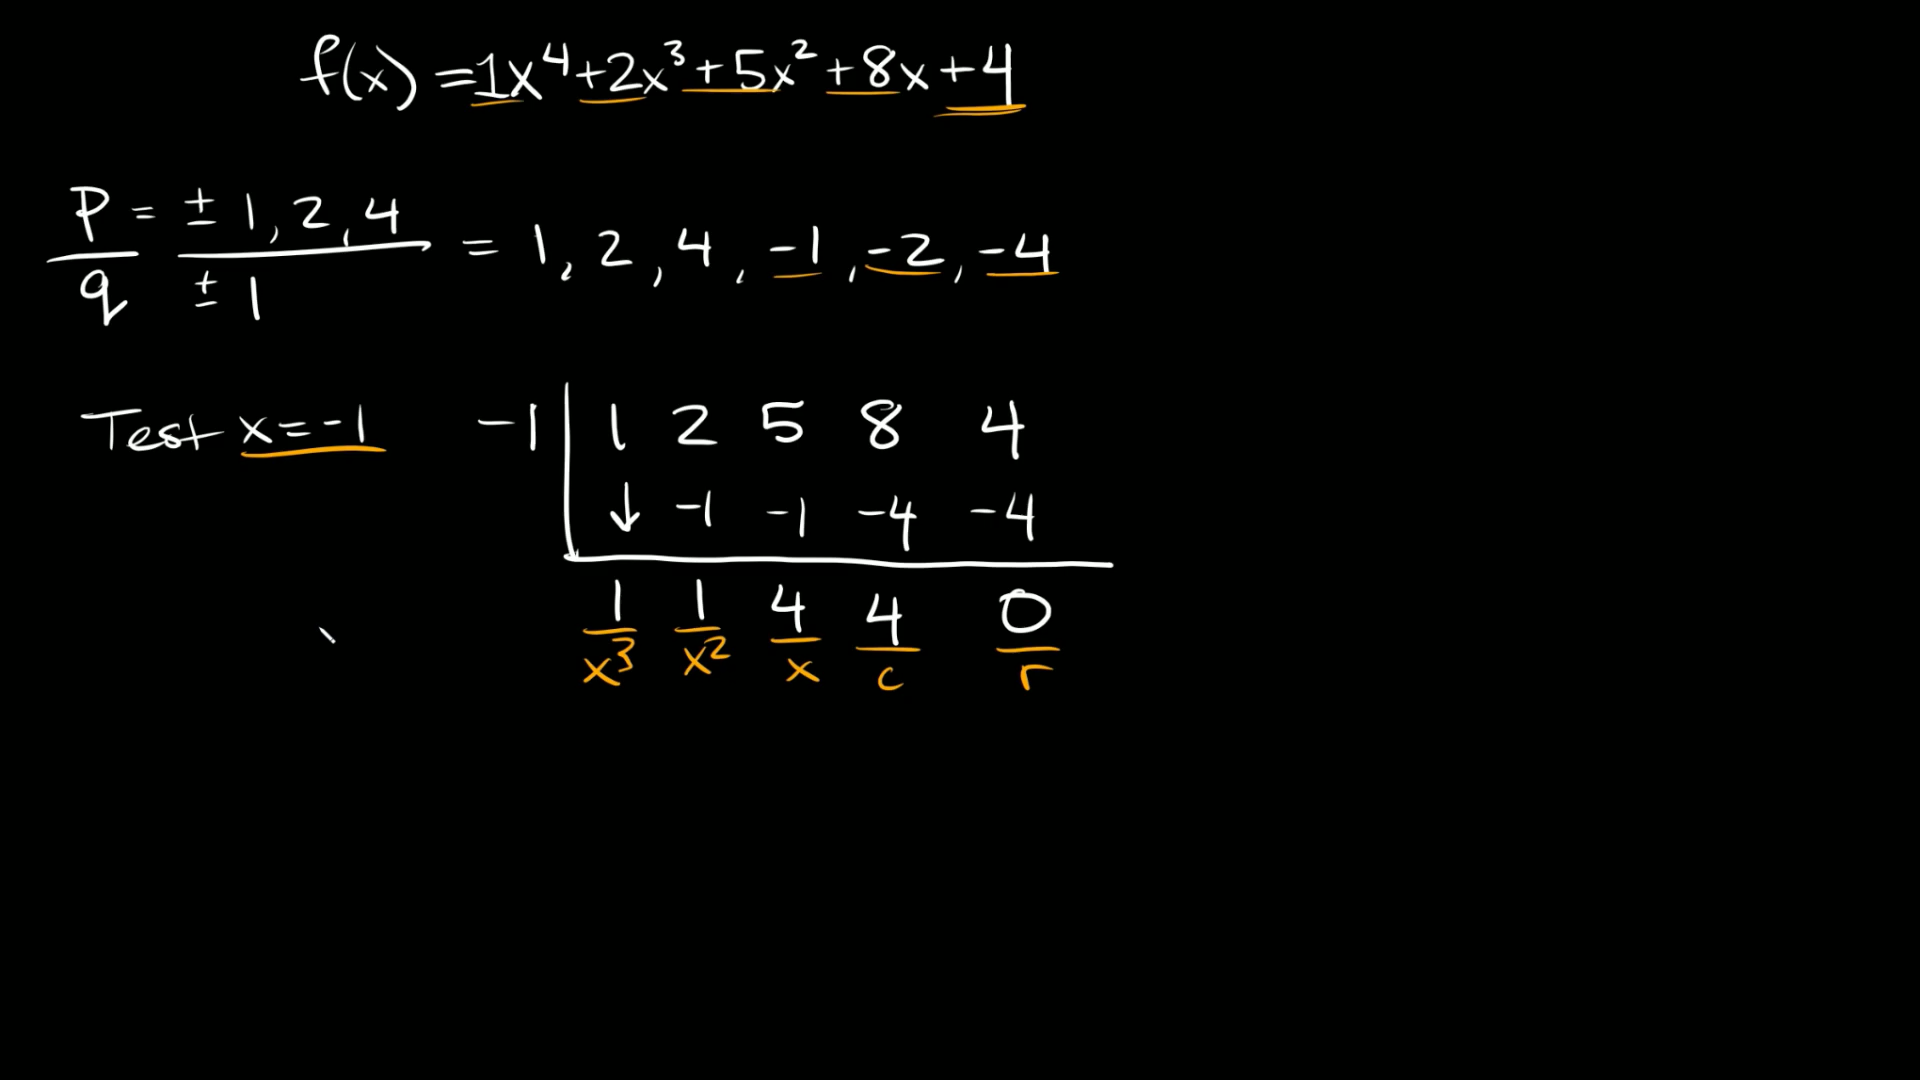 f(x) = 1x⁴ + 2x³ + 5x² + 8x + 4
P/q = ± 1, 2, 4 / ± 1 = 1, 2, 4, -1, -2, -4
Test x = -1   -1 | 1 2 5 8 4
↓ -1 -1 -4 -4
1 1 4 4 0
x³ x² x c r